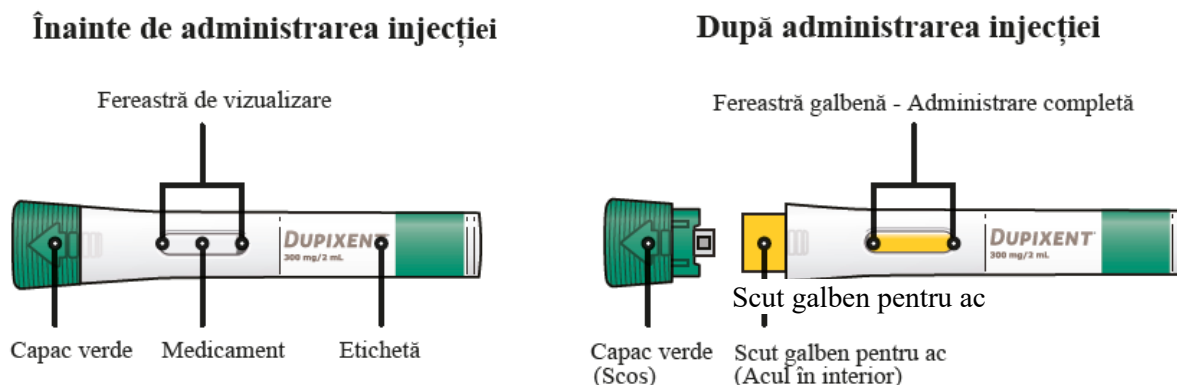 Înainte de administrarea injecției
Fereastră de vizualizare
DUPIXENT
300 mg/2 mL
Capac verde
Medicament
Etichetă
După administrarea injecției
Fereastră galbenă - Administrare completă
DUPIXENT
300 mg/2 mL
Scut galben pentru ac
Capac verde
(Scos)
Scut galben pentru ac
(Acul în interior)